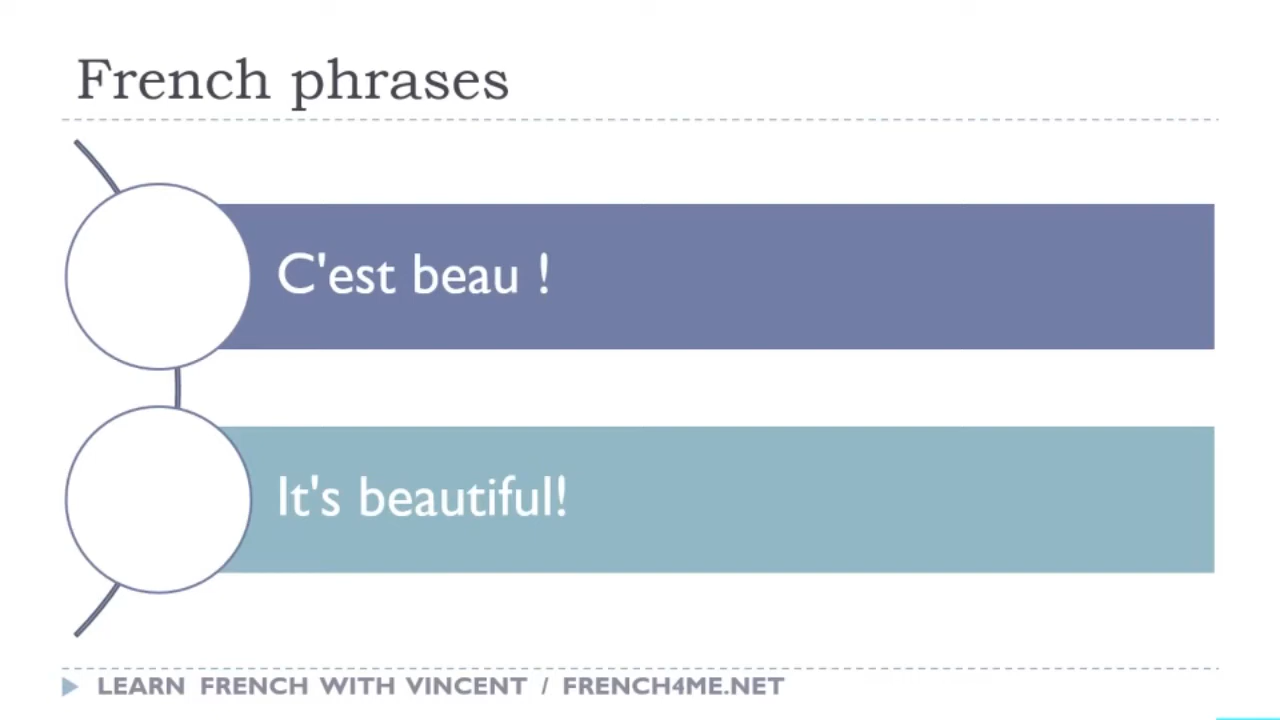 French phrases
C'est beau !
It's beautiful!
LEARN FRENCH WITH VINCENT / FRENCH4ME.NET